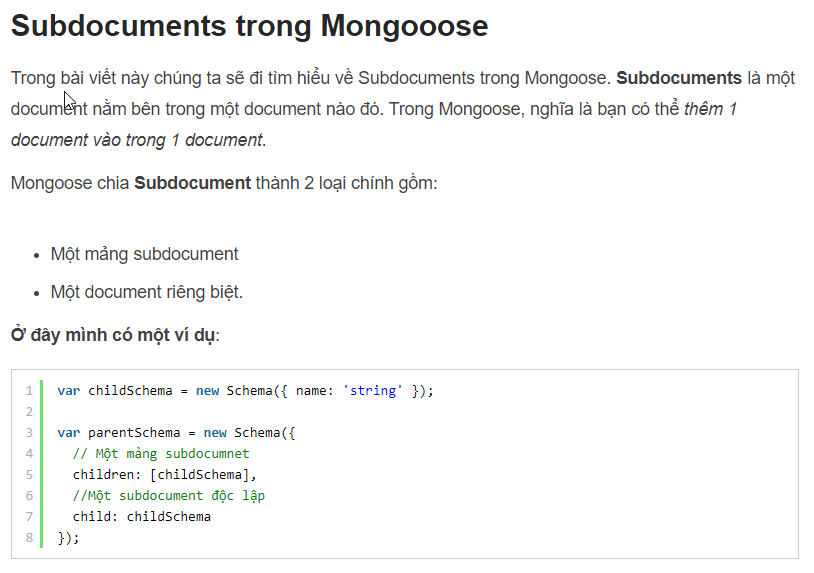 Subdocuments trong Mongooose
Trong bài viết này chúng ta sẽ đi tìm hiểu về Subdocuments trong Mongoose. Subdocuments là một
document nằm bên trong một document nào đó. Trong Mongoose, nghĩa là bạn có thể thêm 1
document vào trong 1 document.
Mongoose chia Subdocument thành 2 loại chính gồm:
• Một mảng subdocument
• Một document riêng biệt.
Ở đây mình có một ví dụ:
1 var childSchema = new Schema({ name: 'string' });
2
3 var parentSchema = new Schema({
4 // Một mảng subdocumnet
5 children: [childSchema],
6 //Một subdocument độc lập
7 child: childSchema
8 });